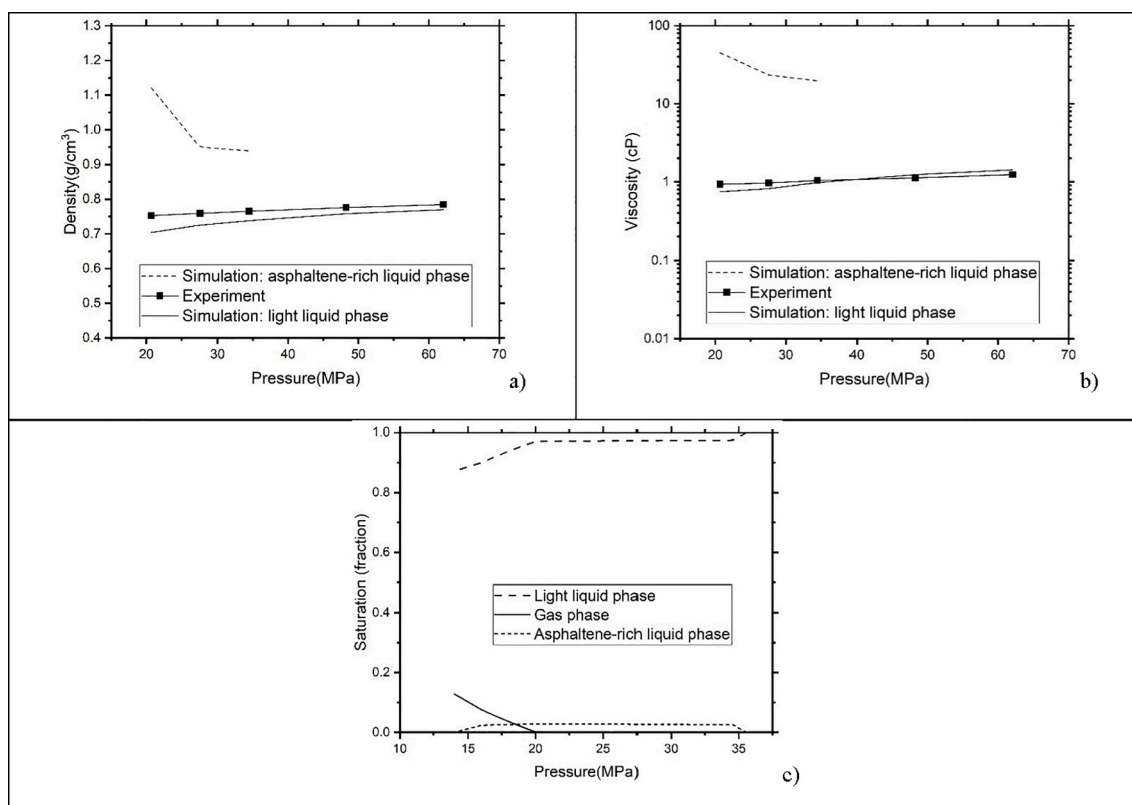 1.3
1.2
1.1
1.0
0.9
0.8
0.7
0.6
0.5
0.4
Density(g/cm³)
Simulation: asphaltene-rich liquid phase
Experiment
Simulation: light liquid phase
20 30 40 50 60 70
Pressure(MPa)
a)
100
10
1
0.1
0.01
Viscosity (cP)
Simulation: asphaltene-rich liquid phase
Experiment
Simulation: light liquid phase
20 30 40 50 60 70
Pressure(MPa)
b)
1.0
0.8
0.6
0.4
0.2
0.0
Saturation (fraction)
Light liquid phase
Gas phase
Asphaltene-rich liquid phase
10 15 20 25 30 35
Pressure(MPa)
c)